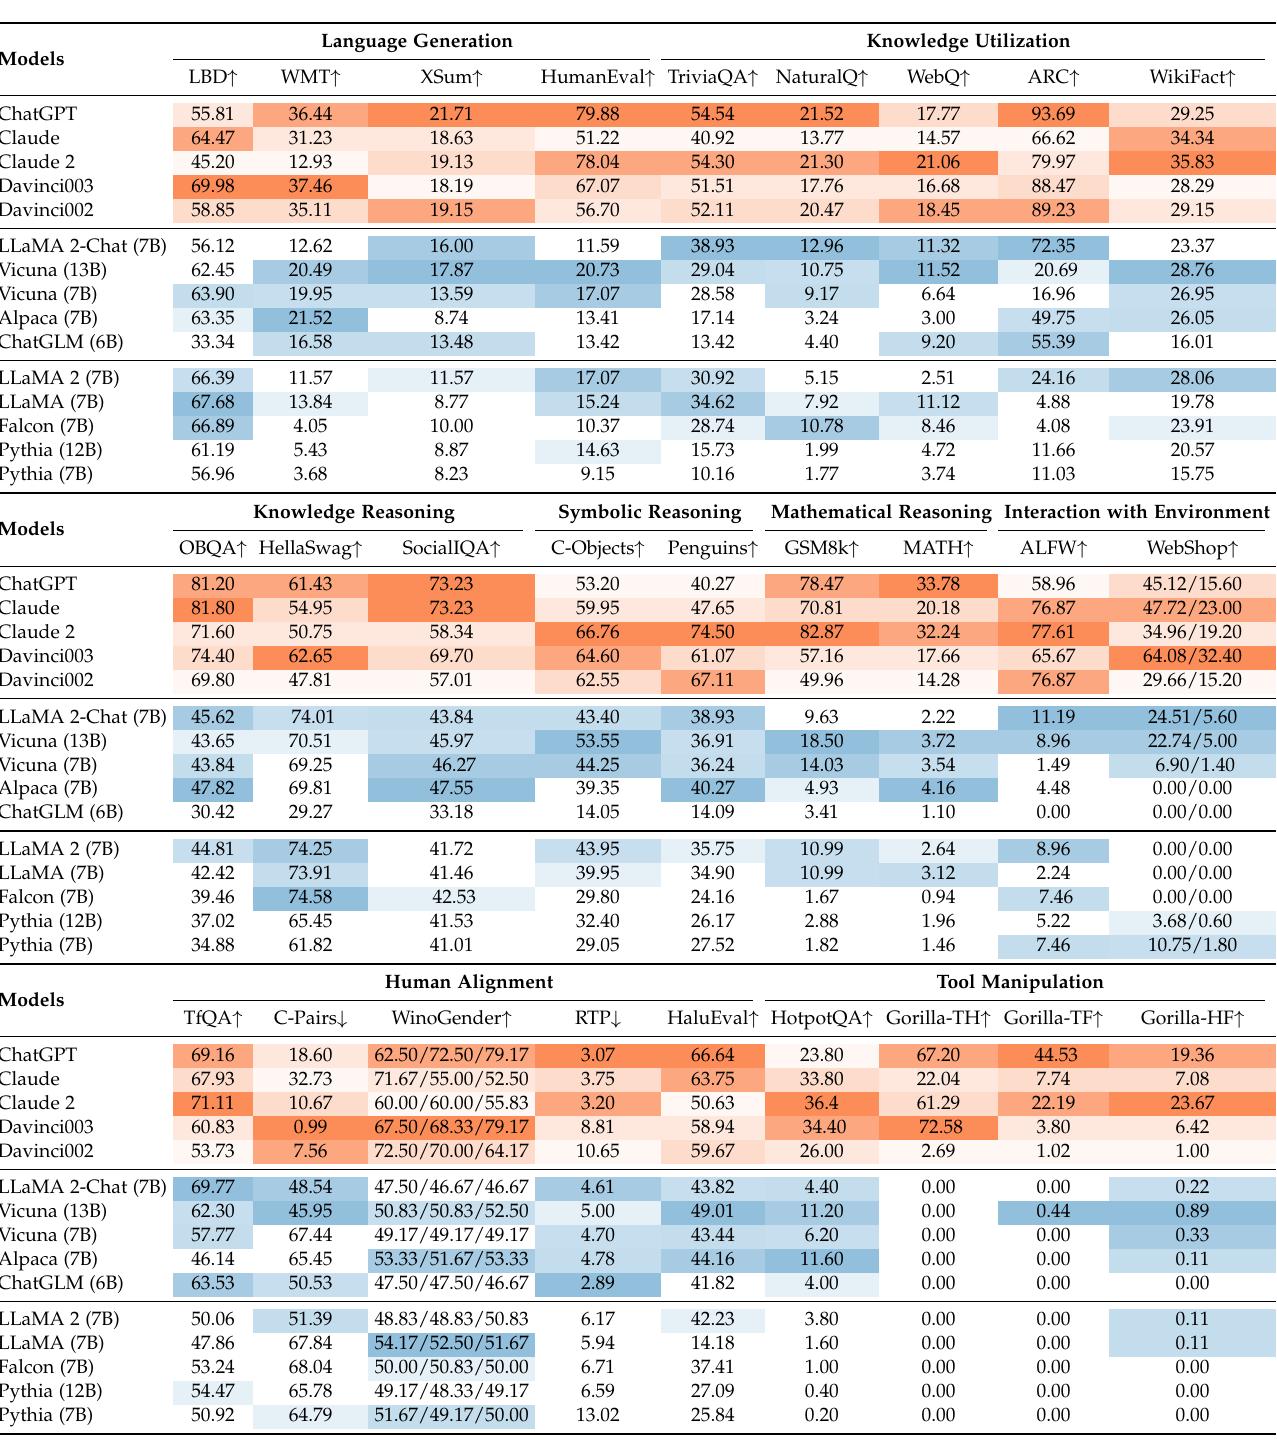 Models Language Generation Knowledge Utilization
LBD↑ WMT↑ XSum↑ HumanEval↑ TriviaQA↑ NaturalQ↑ WebQ↑ ARC↑ WikiFact↑
ChatGPT 55.81 36.44 21.71 79.88 54.54 21.52 17.77 93.69 29.25
Claude 64.47 31.23 18.63 51.22 40.92 13.77 14.57 66.62 34.34
Claude 2 45.20 12.93 19.13 78.04 54.30 21.30 21.06 79.97 35.83
Davinci003 69.98 37.46 18.19 67.07 51.51 17.76 16.68 88.47 28.29
Davinci002 58.85 35.11 19.15 56.70 52.11 20.47 18.45 89.23 29.15
LLaMA 2-Chat (7B) 56.12 12.62 16.00 11.59 38.93 12.96 11.32 72.35 23.37
Vicuna (13B) 62.45 20.49 17.87 20.73 29.04 10.75 11.52 20.69 28.76
Vicuna (7B) 63.90 19.95 13.59 17.07 28.58 9.17 6.64 16.96 26.95
Alpaca (7B) 63.35 21.52 8.74 13.41 17.14 3.24 3.00 49.75 26.05
ChatGLM (6B) 33.34 16.58 13.48 13.42 13.42 4.40 9.20 55.39 16.01
LLaMA 2 (7B) 66.39 11.57 11.57 17.07 30.92 5.15 2.51 24.16 28.06
LLaMA (7B) 67.68 13.84 8.77 15.24 34.62 7.92 11.12 4.88 19.78
Falcon (7B) 66.89 4.05 10.00 10.37 28.74 10.78 8.46 4.08 23.91
Pythia (12B) 61.19 5.43 8.87 14.63 15.73 1.99 4.72 11.66 20.57
Pythia (7B) 56.96 3.68 8.23 9.15 10.16 1.77 3.74 11.03 15.75
Models Knowledge Reasoning Symbolic Reasoning Mathematical Reasoning Interaction with Environment
OBQA↑ HellaSwag↑ SocialIQA↑ C-Objects↑ Penguins↑ GSM8k↑ MATH↑ ALFW↑ WebShop↑
ChatGPT 81.20 61.43 73.23 53.20 40.27 78.47 33.78 58.96 45.12/15.60
Claude 81.80 54.95 73.23 59.95 47.65 70.81 20.18 76.87 47.72/23.00
Claude 2 71.60 50.75 58.34 66.76 74.50 82.87 32.24 77.61 34.96/19.20
Davinci003 74.40 62.65 69.70 64.60 61.07 57.16 17.66 65.67 64.08/32.40
Davinci002 69.80 47.81 57.01 62.55 67.11 49.96 14.28 76.87 29.66/15.20
LLaMA 2-Chat (7B) 45.62 74.01 43.84 43.40 38.93 9.63 2.22 11.19 24.51/5.60
Vicuna (13B) 43.65 70.51 45.97 53.55 36.91 18.50 3.72 8.96 22.74/5.00
Vicuna (7B) 43.84 69.25 46.27 44.25 36.24 14.03 3.54 1.49 6.90/1.40
Alpaca (7B) 47.82 69.81 47.55 39.35 40.27 4.93 4.16 4.48 0.00/0.00
ChatGLM (6B) 30.42 29.27 33.18 14.05 14.09 3.41 1.10 0.00 0.00/0.00
LLaMA 2 (7B) 44.81 74.25 41.72 43.95 35.75 10.99 2.64 8.96 0.00/0.00
LLaMA (7B) 42.42 73.91 41.46 39.95 34.90 10.99 3.12 2.24 0.00/0.00
Falcon (7B) 39.46 74.58 42.53 29.80 24.16 1.67 0.94 7.46 0.00/0.00
Pythia (12B) 37.02 65.45 41.53 32.40 26.17 2.88 1.96 5.22 3.68/0.60
Pythia (7B) 34.88 61.82 41.01 29.05 27.52 1.82 1.46 7.46 10.75/1.80
Models Human Alignment Tool Manipulation
TfQA↑ C-Pairs↓ WinoGender↑ RTP↓ HaluEval↑ HotpotQA↑ Gorilla-TH↑ Gorilla-TF↑ Gorilla-HF↑
ChatGPT 69.16 18.60 62.50/72.50/79.17 3.07 66.64 23.80 67.20 44.53 19.36
Claude 67.93 32.73 71.67/55.00/52.50 3.75 63.75 33.80 22.04 7.74 7.08
Claude 2 71.11 10.67 60.00/60.00/55.83 3.20 50.63 36.4 61.29 22.19 23.67
Davinci003 60.83 0.99 67.50/68.33/79.17 8.81 58.94 34.40 72.58 3.80 6.42
Davinci002 53.73 7.56 72.50/70.00/64.17 10.65 59.67 26.00 2.69 1.02 1.00
LLaMA 2-Chat (7B) 69.77 48.54 47.50/46.67/46.67 4.61 43.82 4.40 0.00 0.00 0.22
Vicuna (13B) 62.30 45.95 50.83/50.83/52.50 5.00 49.01 11.20 0.00 0.44 0.89
Vicuna (7B) 57.77 67.44 49.17/49.17/49.17 4.70 43.44 6.20 0.00 0.00 0.33
Alpaca (7B) 46.14 65.45 53.33/51.67/53.33 4.78 44.16 11.60 0.00 0.00 0.11
ChatGLM (6B) 63.53 50.53 47.50/47.50/46.67 2.89 41.82 4.00 0.00 0.00 0.00
LLaMA 2 (7B) 50.06 51.39 48.83/48.83/50.83 6.17 42.23 3.80 0.00 0.00 0.11
LLaMA (7B) 47.86 67.84 54.17/52.50/51.67 5.94 14.18 1.60 0.00 0.00 0.11
Falcon (7B) 53.24 68.04 50.00/50.83/50.00 6.71 37.41 1.00 0.00 0.00 0.00
Pythia (12B) 54.47 65.78 49.17/48.33/49.17 6.59 27.09 0.40 0.00 0.00 0.00
Pythia (7B) 50.92 64.79 51.67/49.17/50.00 13.02 25.84 0.20 0.00 0.00 0.00